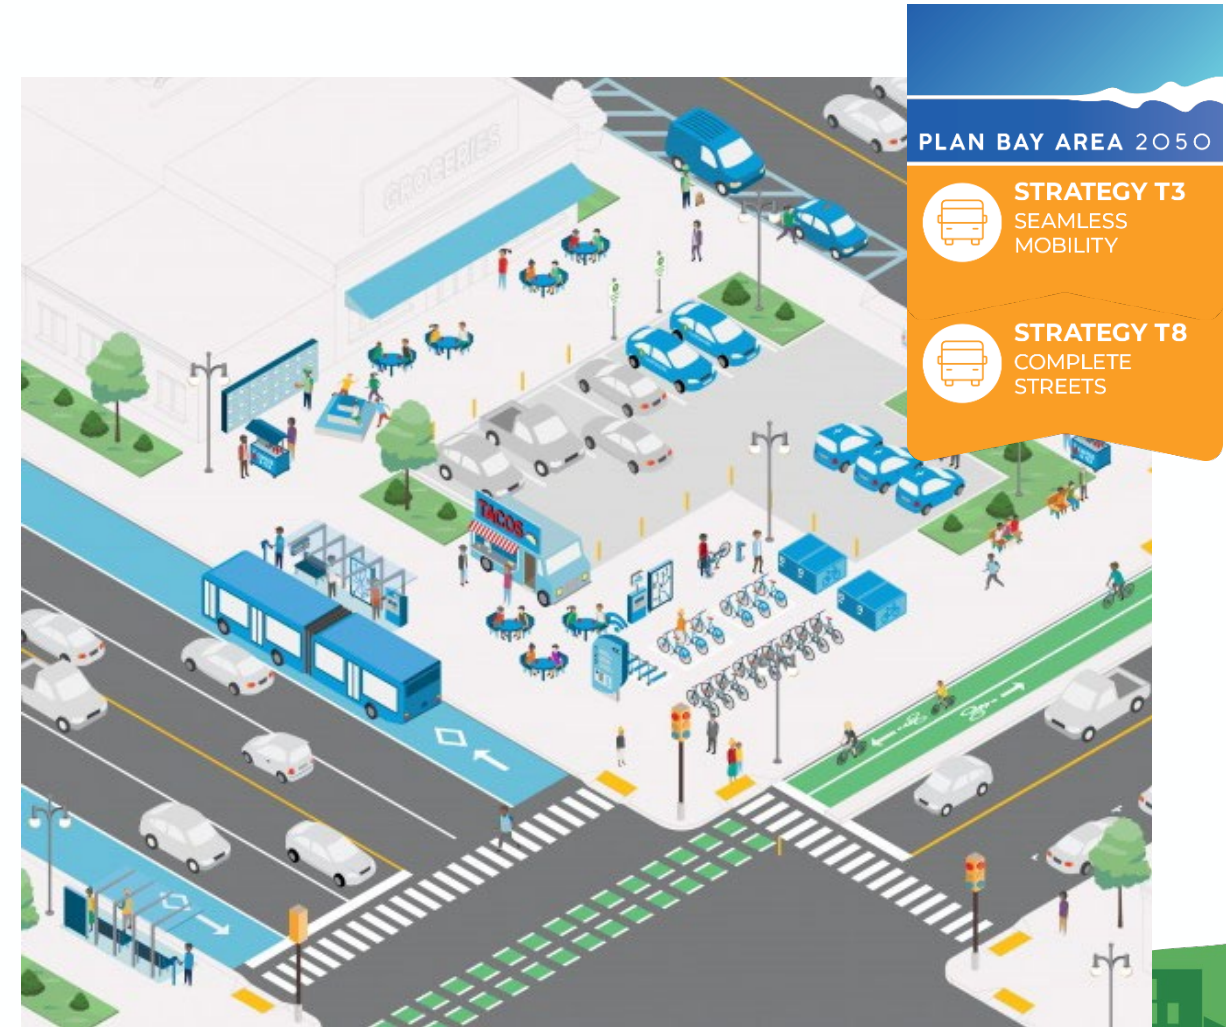 GROCERIES
PLAN BAY AREA 2050
STRATEGY T3
SEAMLESS
MOBILITY
STRATEGY T8
COMPLETE
STREETS
TACOS